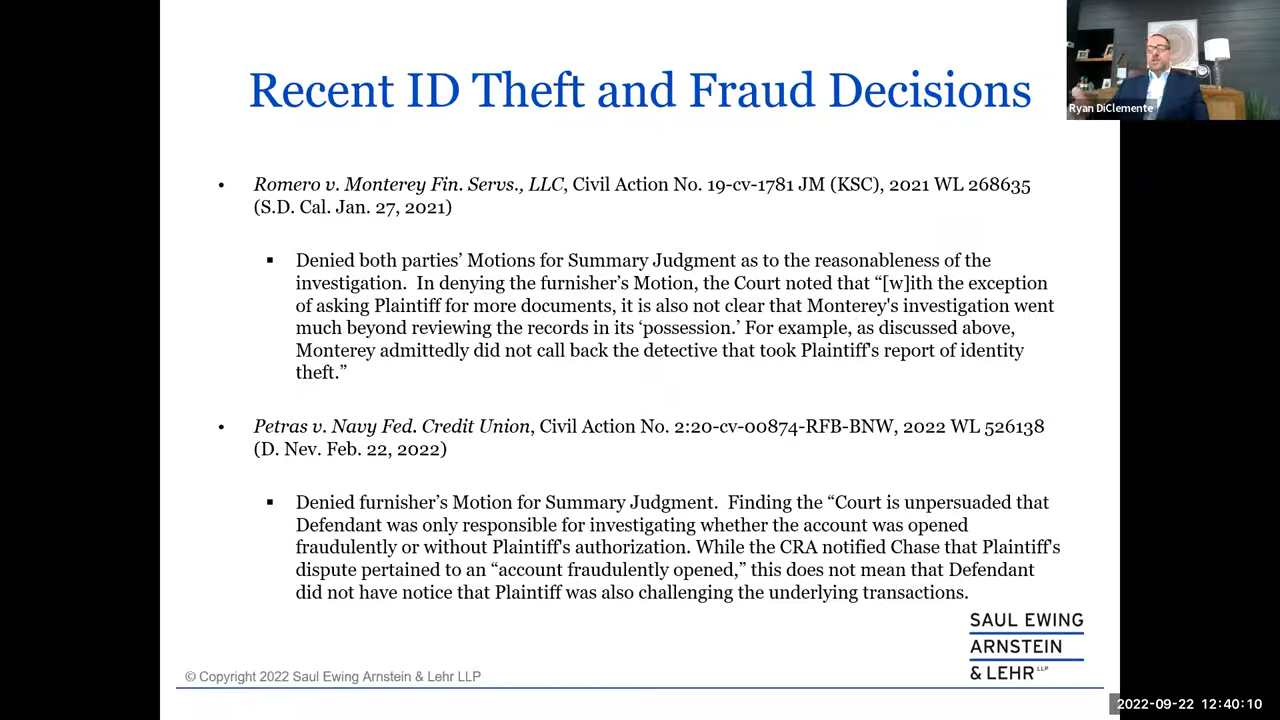 Recent ID Theft and Fraud Decisions
Ryan DiClemente
• Romero v. Monterey Fin. Servs., LLC, Civil Action No. 19-cv-1781 JM (KSC), 2021 WL 268635
(S.D. Cal. Jan. 27, 2021)
▪ Denied both parties’ Motions for Summary Judgment as to the reasonableness of the
investigation. In denying the furnisher’s Motion, the Court noted that “[w]ith the exception
of asking Plaintiff for more documents, it is also not clear that Monterey's investigation went
much beyond reviewing the records in its ‘possession.’ For example, as discussed above,
Monterey admittedly did not call back the detective that took Plaintiff's report of identity
theft.”
• Petras v. Navy Fed. Credit Union, Civil Action No. 2:20-cv-00874-RFB-BNW, 2022 WL 526138
(D. Nev. Feb. 22, 2022)
▪ Denied furnisher’s Motion for Summary Judgment. Finding the “Court is unpersuaded that
Defendant was only responsible for investigating whether the account was opened
fraudulently or without Plaintiff's authorization. While the CRA notified Chase that Plaintiff's
dispute pertained to an “account fraudulently opened,” this does not mean that Defendant
did not have notice that Plaintiff was also challenging the underlying transactions.
SAUL EWING
ARNSTEIN
& LEHR LLP
© Copyright 2022 Saul Ewing Arnstein & Lehr LLP
2022-09-22 12:40:10